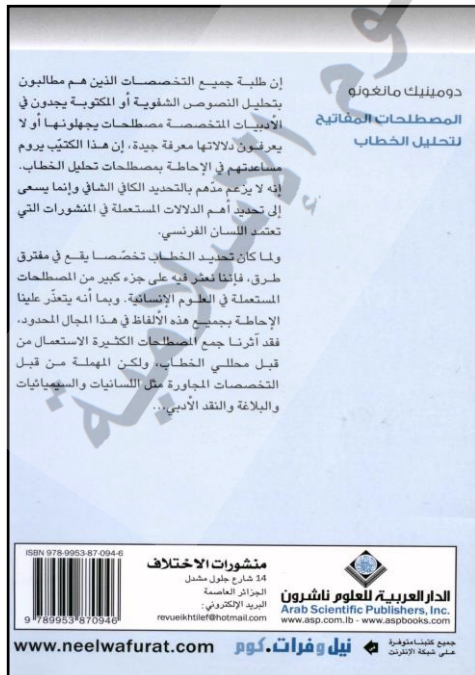 دومينيك مانغونو
المصطلحات المفاتيح
لتحليل الخطاب
إن طلبة جميع التخصصات الذين هم مطالبون
بتحليل النصوص الشفوية أو المكتوبة يجدون في
الأدبيات المتخصصة مصطلحات يجهلونها أو لا
يعرفون دلالاتها معرفة جيدة، إن هذا الكتيّب يروم
مساعدتهم في الإحاطة بمصطلحات تحليل الخطاب.
إنه لا يزعم مدّهم بالتحديد الكافي الشافي وإنما يسعى
إلى تحديد أهم الدلالات المستعملة في المنشورات التي
تعتمد اللسان الفرنسي.
ولما كان تحديد الخطاب تخصّصا يقع في مفترق
طرق، فإننا نعثر فيه على جزء كبير من المصطلحات
المستعملة في العلوم الإنسانية. وبما أنه يتعذّر علينا
الإحاطة بجميع هذه الألفاظ في هذا المجال المحدود،
فقد آثرنا جمع المصطلحات الكثيرة الاستعمال من
قبل محللي الخطاب، ولكن المهملة من قبل
التخصصات المجاورة مثل اللسانيات والسيميائيات
والبلاغة والنقد الأدبي...
الإسلامية
ISBN 978-9953-87-094-6
9 789953 870946
منشورات الاختلاف
14 شارع جلول مشدل
الجزائر العاصمة
البريد الإلكتروني:
revueikhtilef@hotmail.com
الدار العربية للعلوم ناشرون
Arab Scientific Publishers, Inc.
www.asp.com.lb - www.aspbooks.com
جميع كتبنا متوفرة
على شبكة الإنترنت
نيل وفرات.كوم
www.neelwafurat.com